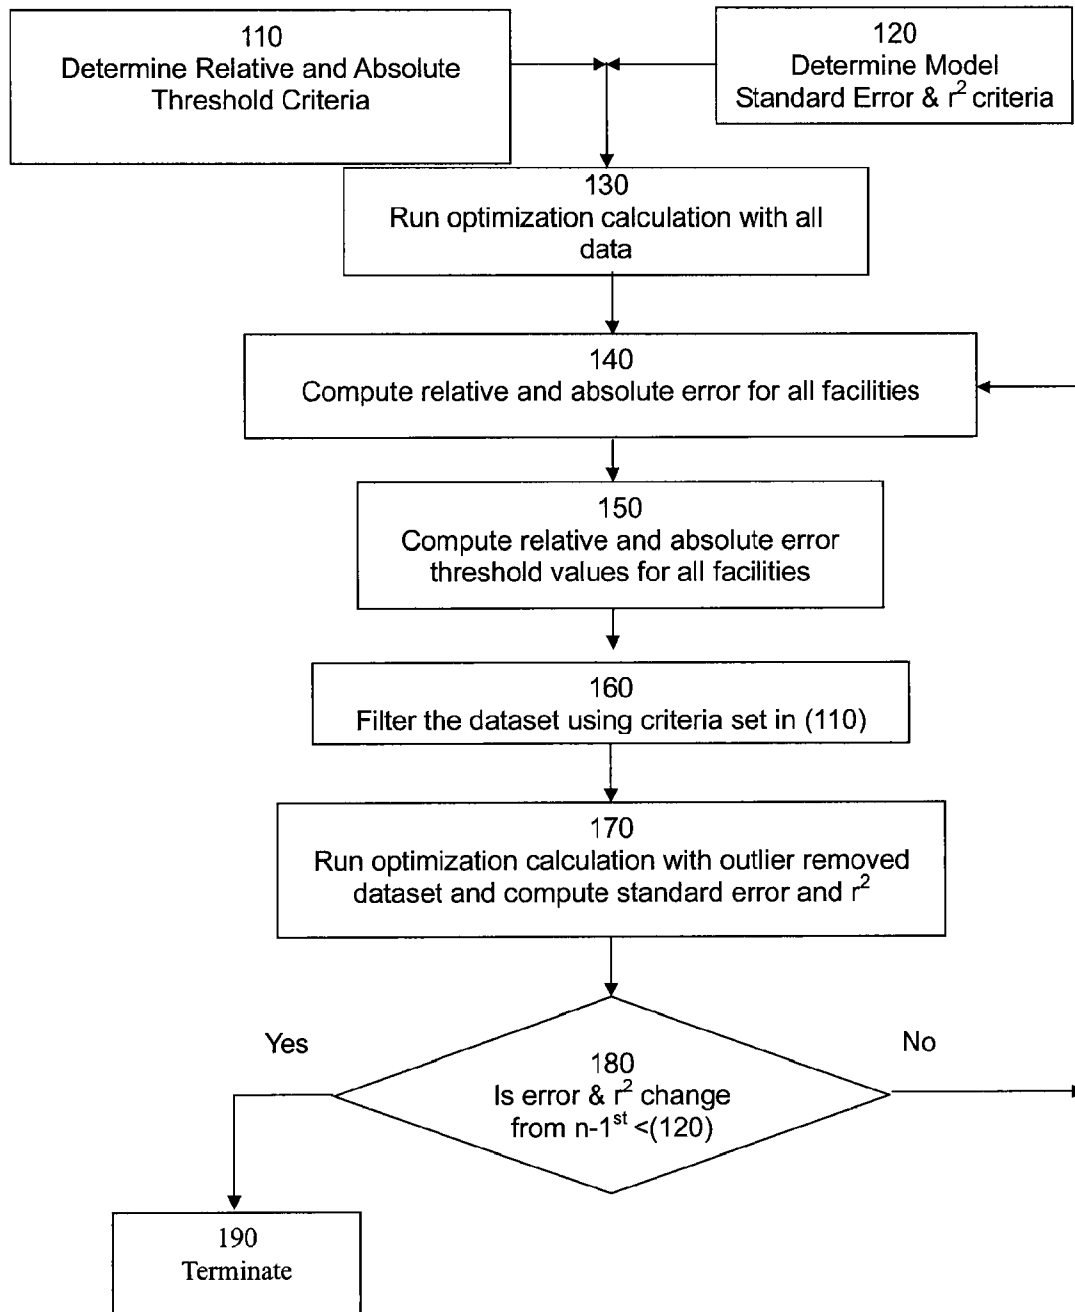 110
Determine Relative and Absolute
Threshold Criteria
120
Determine Model
Standard Error & r² criteria
130
Run optimization calculation with all
data
140
Compute relative and absolute error for all facilities
150
Compute relative and absolute error
threshold values for all facilities
160
Filter the dataset using criteria set in (110)
170
Run optimization calculation with outlier removed
dataset and compute standard error and r²
Yes
No
180
Is error & r² change
from n-1ˢᵗ <(120)
190
Terminate